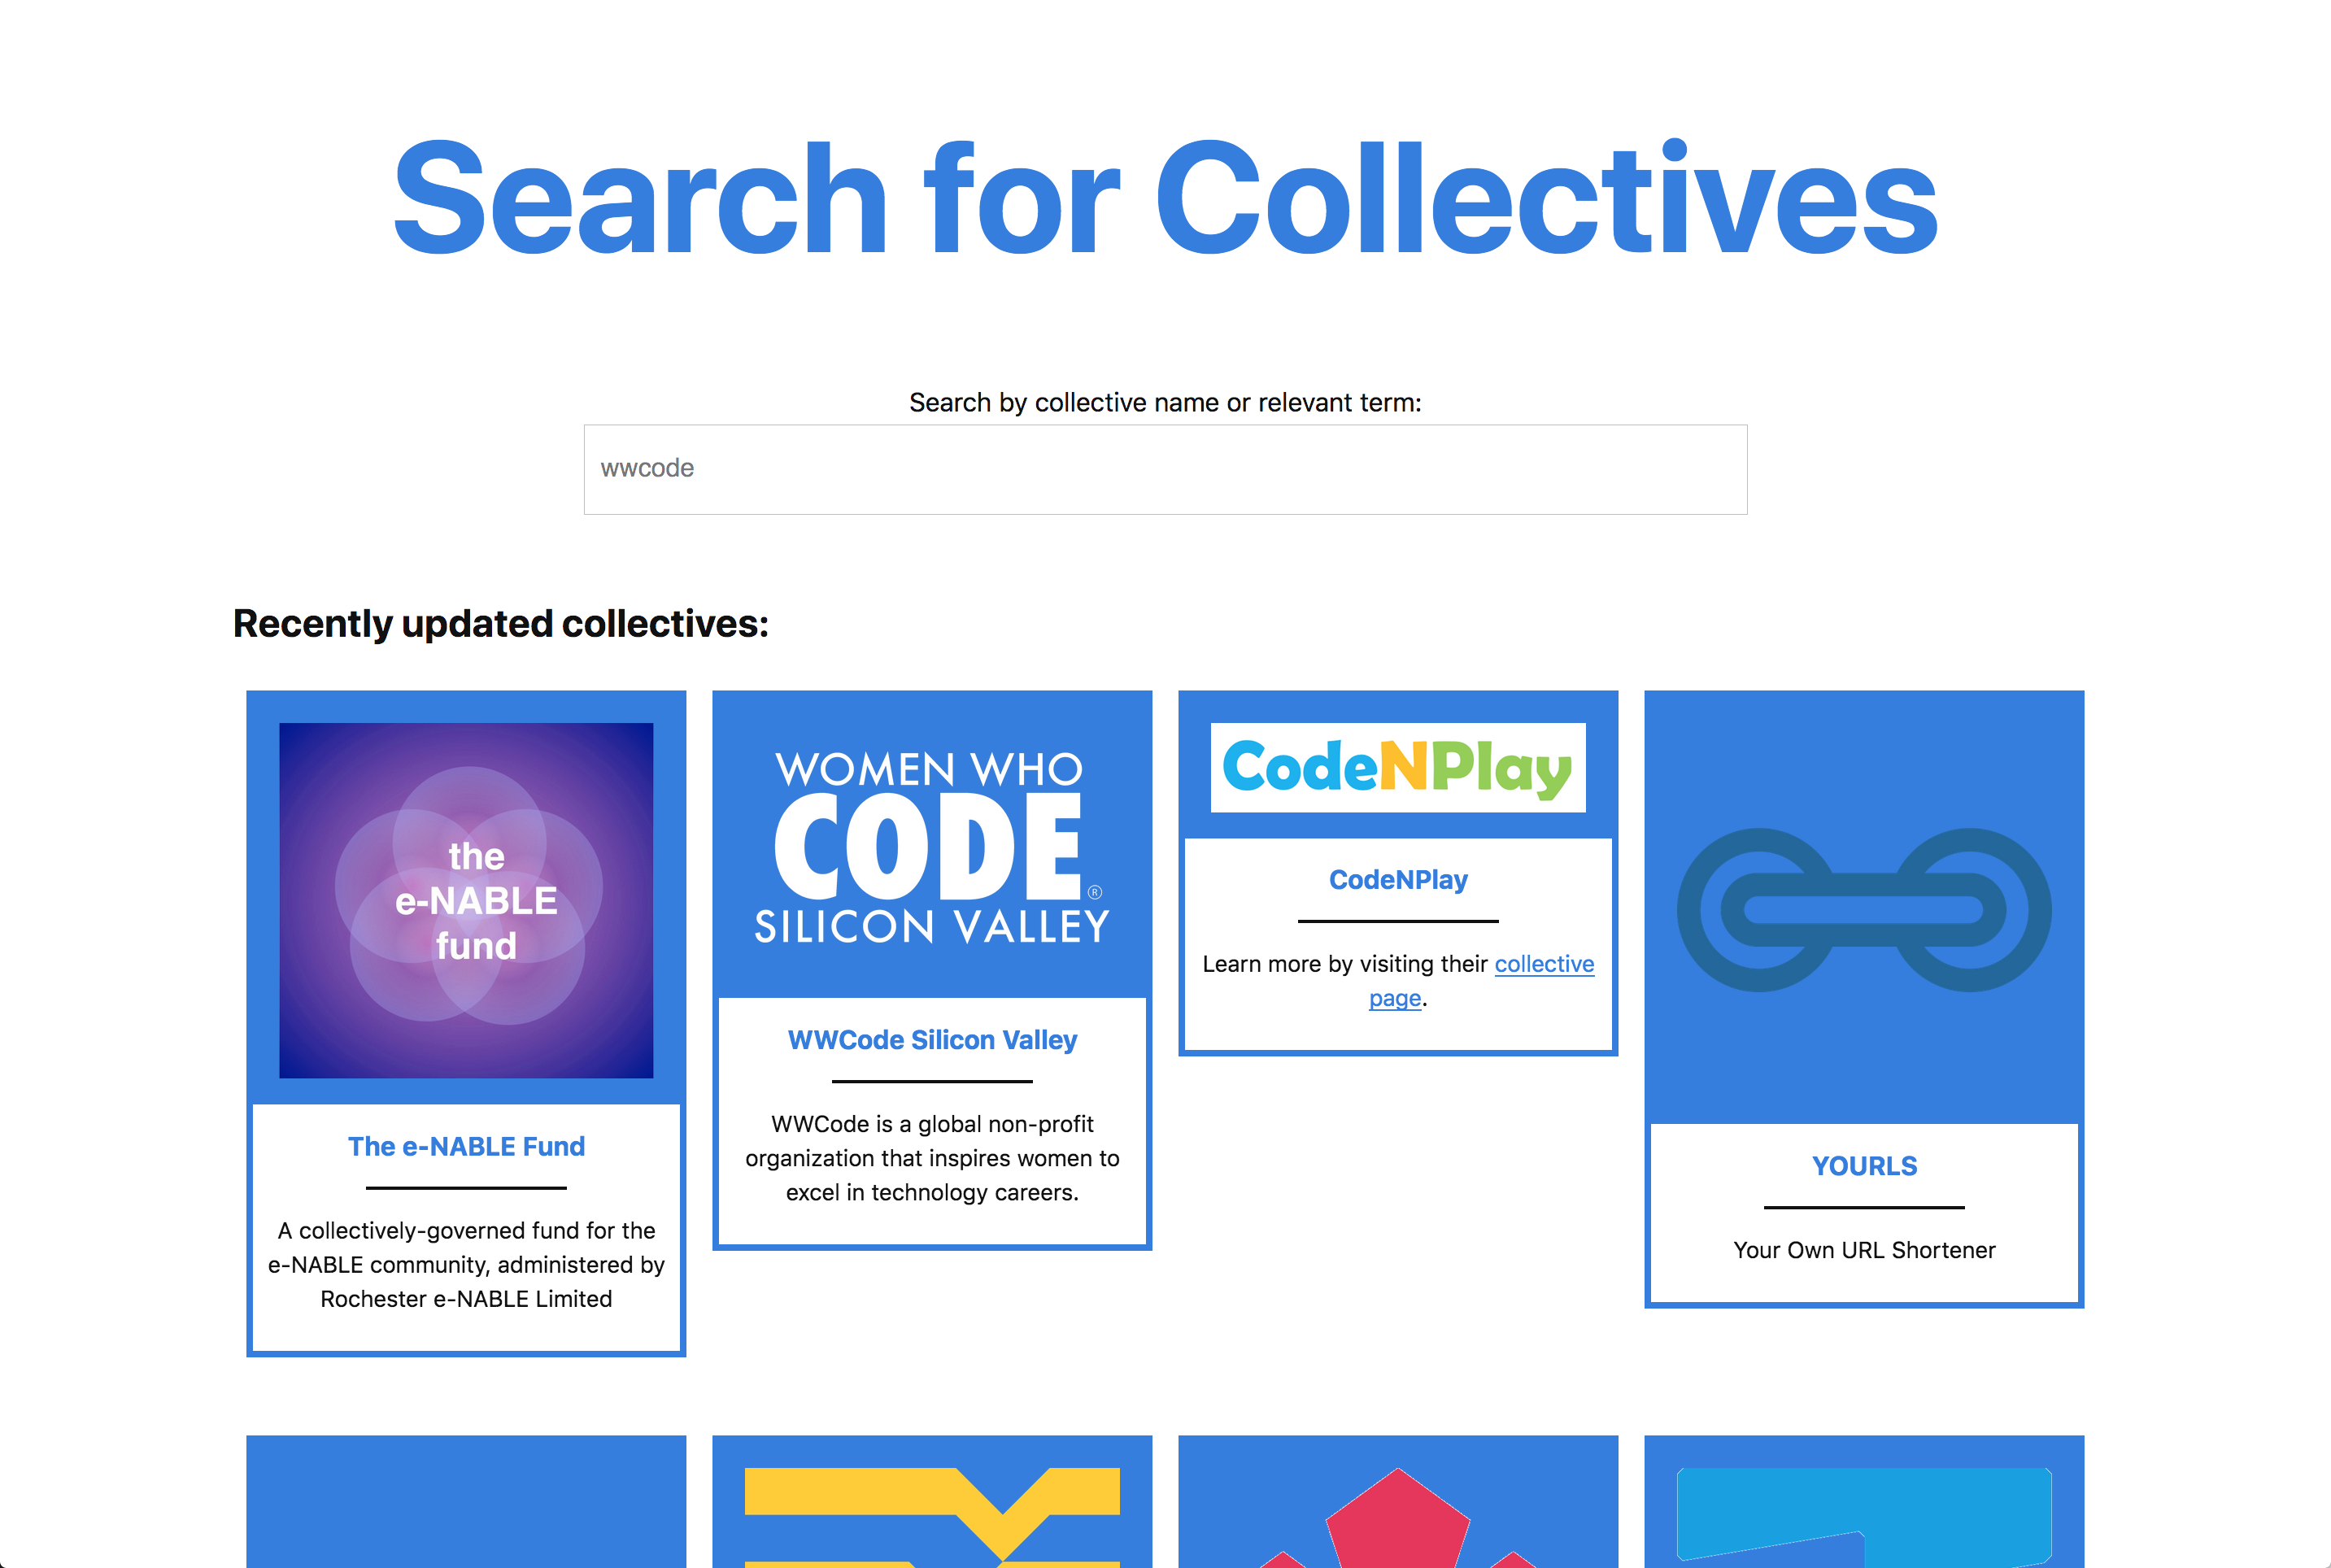 Search for Collectives
Search by collective name or relevant term:
wwcode
Recently updated collectives:
the
e-NABLE
fund
The e-NABLE Fund
A collectively-governed fund for the
e-NABLE community, administered by
Rochester e-NABLE Limited
WOMEN WHO
CODE®
SILICON VALLEY
WWCode Silicon Valley
WWCode is a global non-profit
organization that inspires women to
excel in technology careers.
CodeNPlay
CodeNPlay
Learn more by visiting their collective
page.
YOURLS
Your Own URL Shortener